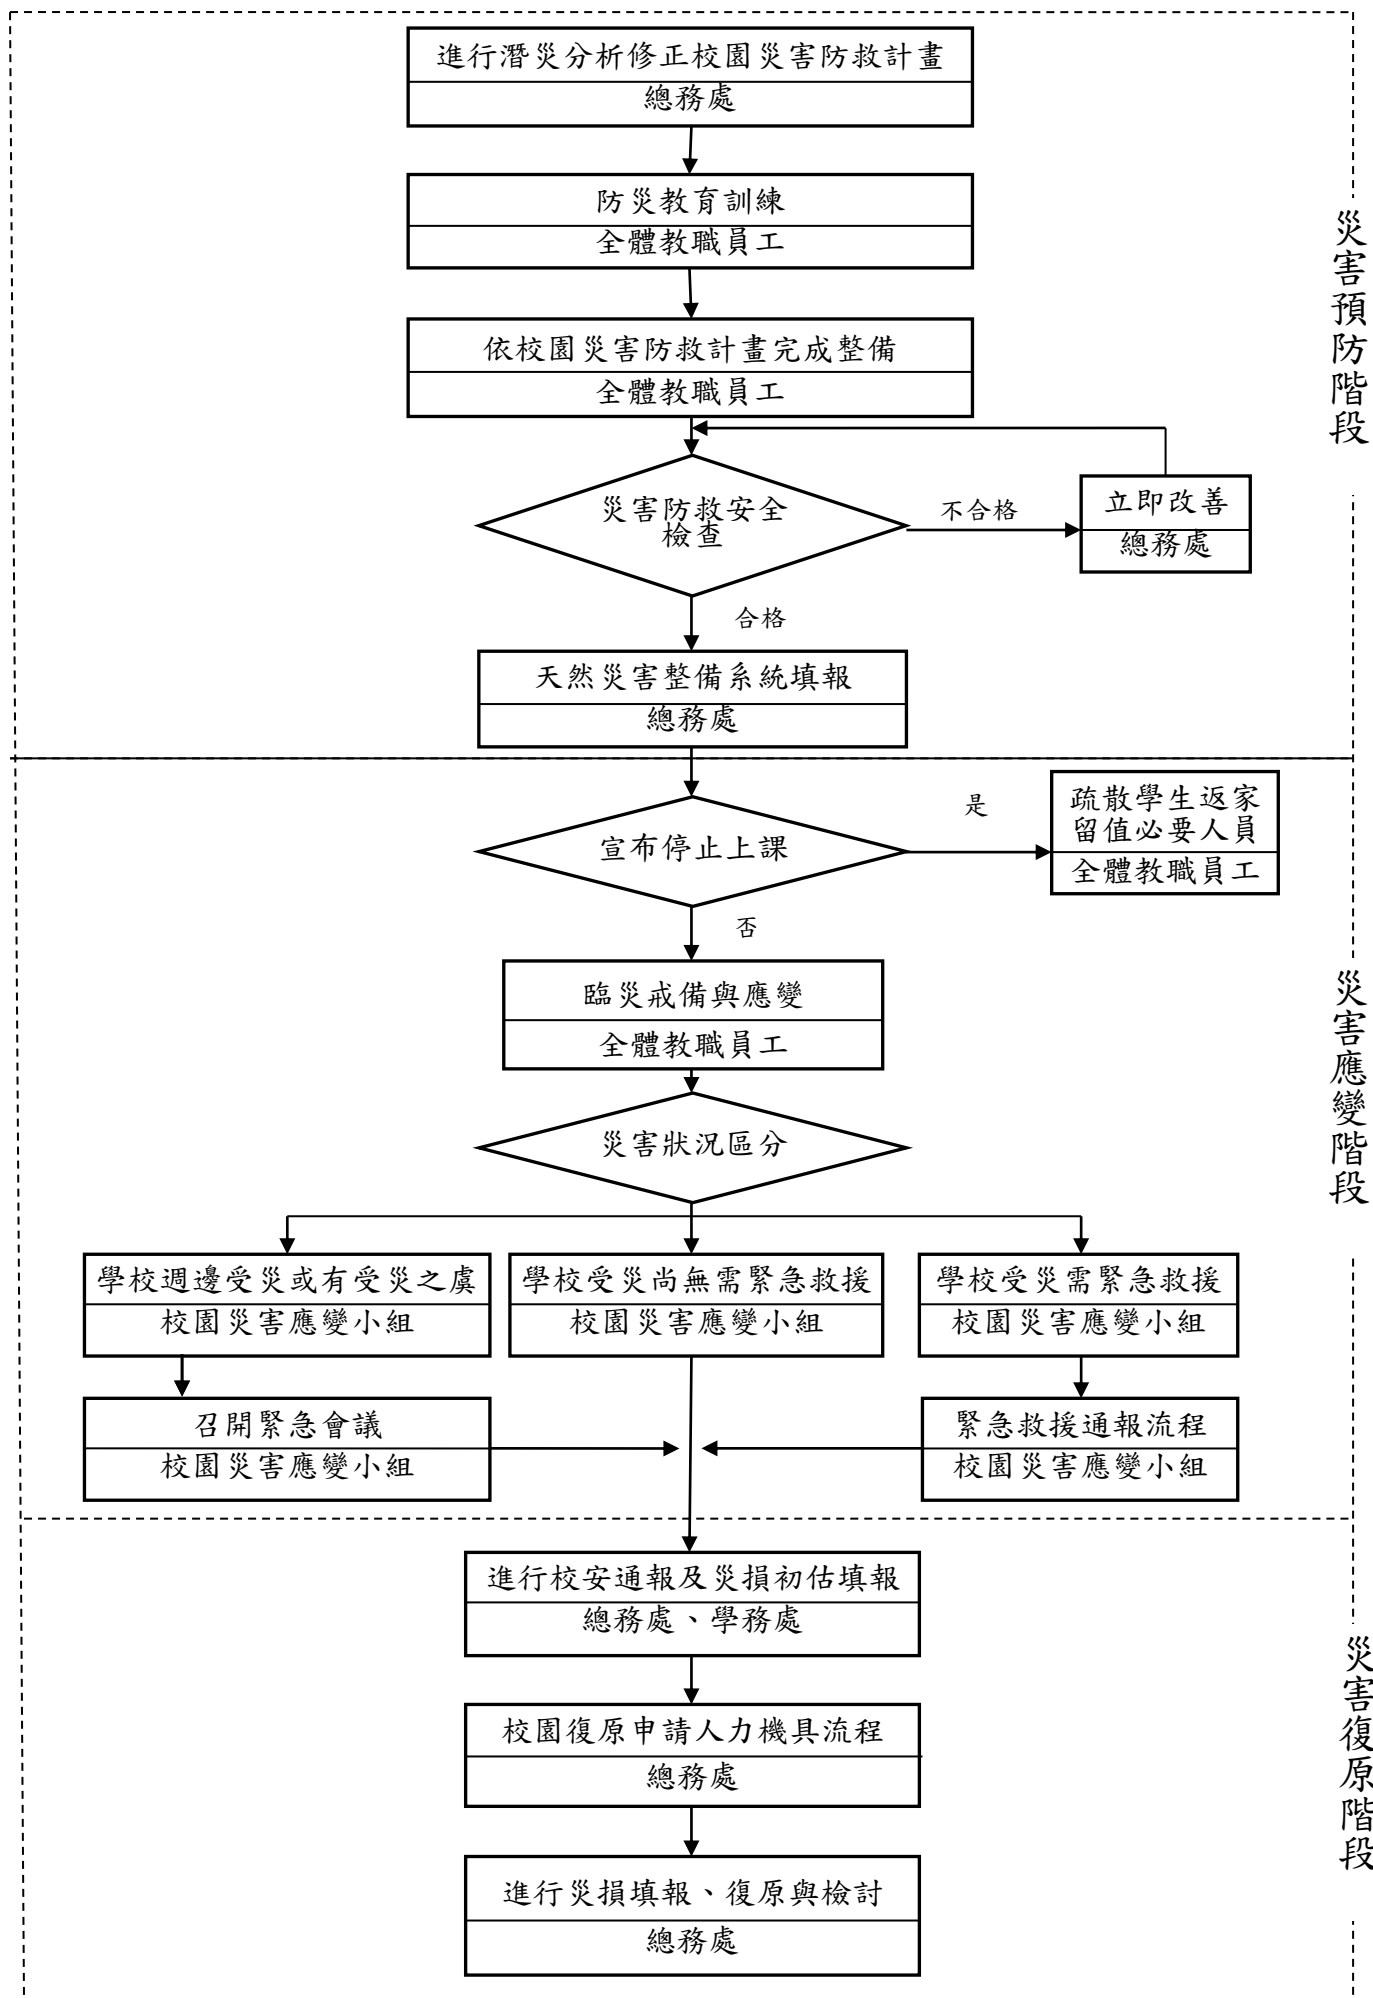 進行潛災分析修正校園災害防救計畫
總務處
防災教育訓練
全體教職員工
依校園災害防救計畫完成整備
全體教職員工
災害防救安全
檢查
不合格
立即改善
總務處
合格
天然災害整備系統填報
總務處
災害預防階段
宣布停止上課
是
疏散學生返家
留值必要人員
全體教職員工
否
臨災戒備與應變
全體教職員工
災害狀況區分
學校週邊受災或有受災之虞
校園災害應變小組
學校受災尚無需緊急救援
校園災害應變小組
學校受災需緊急救援
校園災害應變小組
召開緊急會議
校園災害應變小組
緊急救援通報流程
校園災害應變小組
災害應變階段
進行校安通報及災損初估填報
總務處、學務處
校園復原申請人力機具流程
總務處
進行災損填報、復原與檢討
總務處
災害復原階段